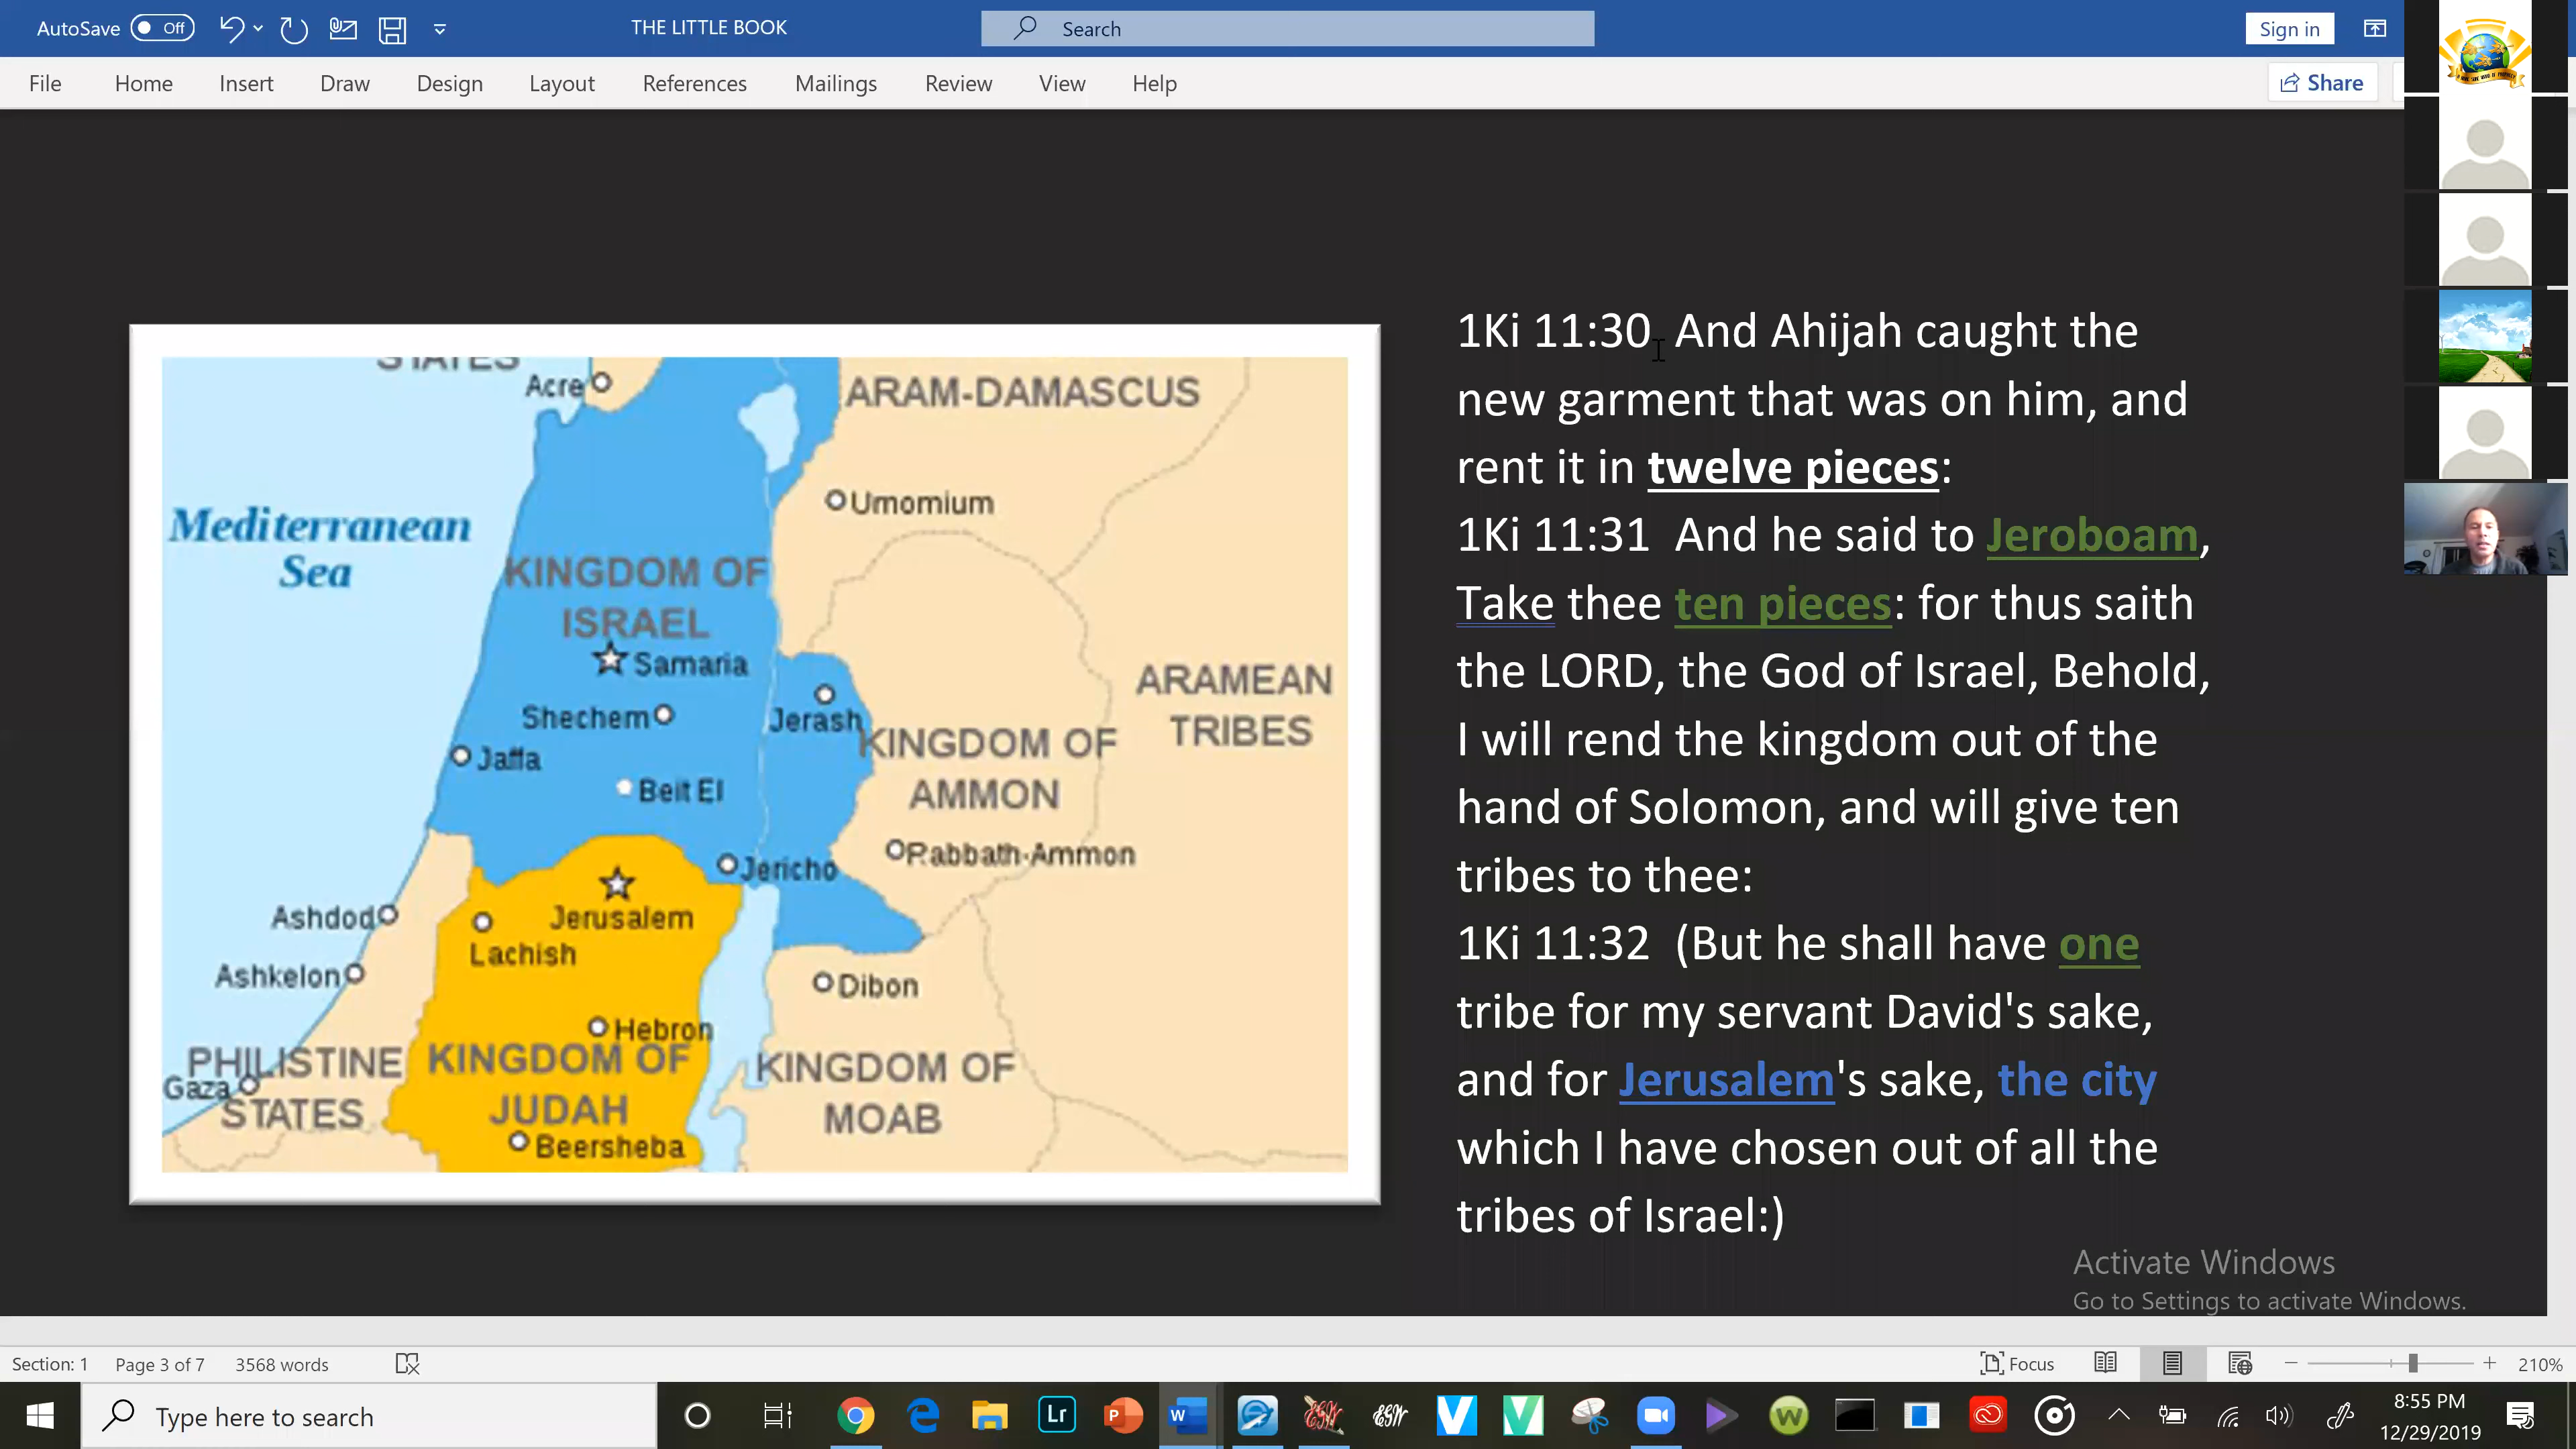 AutoSave Off THE LITTLE BOOK Search Sign in
File Home Insert Draw Design Layout References Mailings Review View Help Share
STATES
Acre
ARAM-DAMASCUS
Umomium
Mediterranean
Sea
KINGDOM OF
ISRAEL
Samaria
ARAMEAN
TRIBES
Shechem
Jerash
Jaffa
KINGDOM OF
AMMON
Beit El
Rabbath-Ammon
Jericho
Ashdod
Jerusalem
Lachish
Ashkelon
Dibon
Hebron
PHILISTINE
STATES
Gaza
KINGDOM OF
JUDAH
KINGDOM OF
MOAB
Beersheba
1Ki 11:30 And Ahijah caught the
new garment that was on him, and
rent it in twelve pieces:
1Ki 11:31 And he said to Jeroboam,
Take thee ten pieces: for thus saith
the LORD, the God of Israel, Behold,
I will rend the kingdom out of the
hand of Solomon, and will give ten
tribes to thee:
1Ki 11:32 (But he shall have one
tribe for my servant David's sake,
and for Jerusalem's sake, the city
which I have chosen out of all the
tribes of Israel:)
Activate Windows
Go to Settings to activate Windows.
Section: 1 Page 3 of 7 3568 words Focus 210%
Type here to search
8:55 PM
12/29/2019